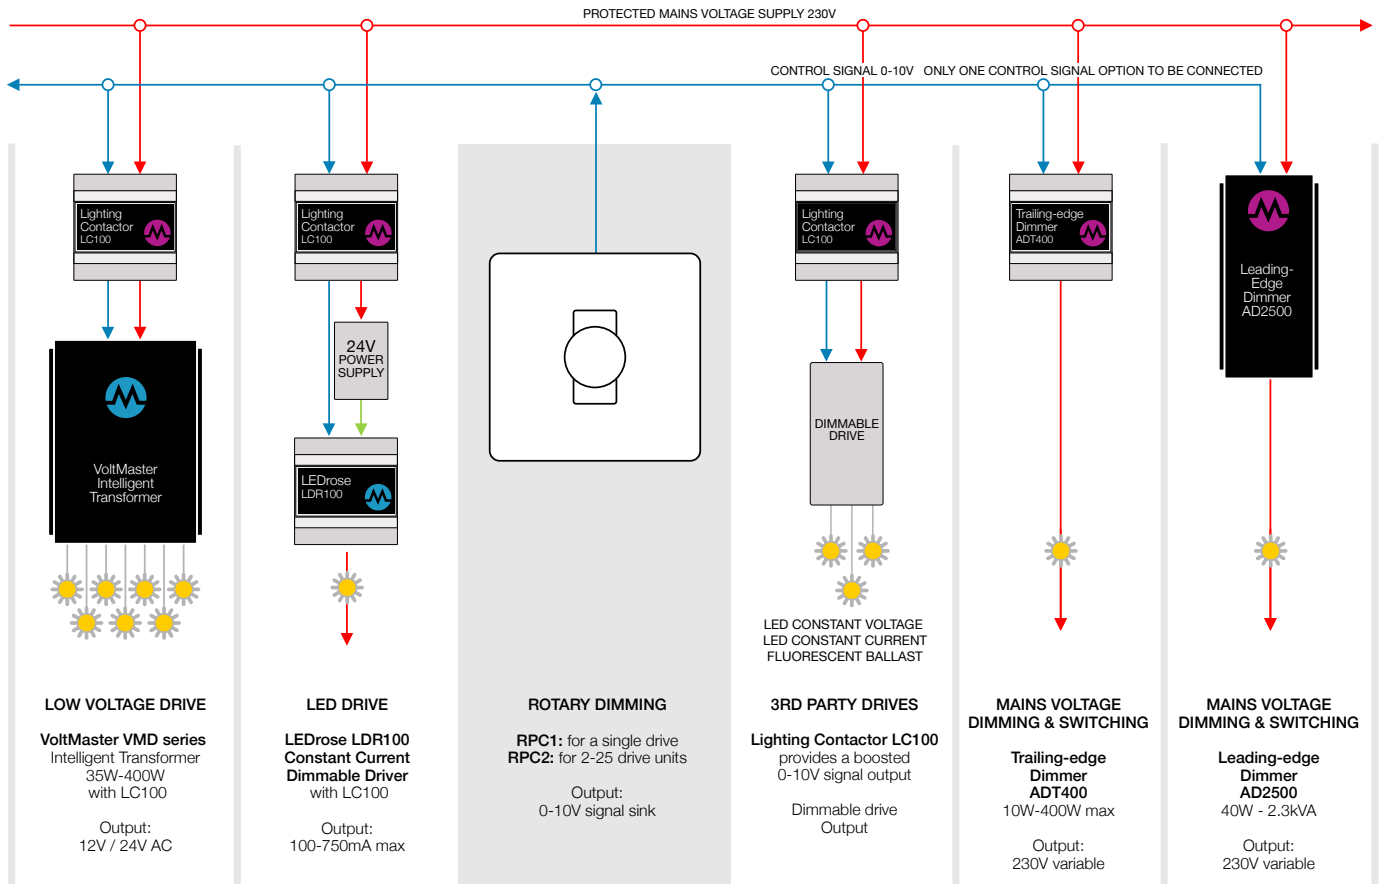 PROTECTED MAINS VOLTAGE SUPPLY 230V
CONTROL SIGNAL 0-10V ONLY ONE CONTROL SIGNAL OPTION TO BE CONNECTED
Lighting
Contactor
LC100
VoltMaster
Intelligent
Transformer
Lighting
Contactor
LC100
24V
POWER
SUPPLY
LEDrose
LDR100
Lighting
Contactor
LC100
DIMMABLE
DRIVE
LED CONSTANT VOLTAGE
LED CONSTANT CURRENT
FLUORESCENT BALLAST
Trailing-edge
Dimmer
ADT400
Leading-
Edge
Dimmer
AD2500
LOW VOLTAGE DRIVE
VoltMaster VMD series
Intelligent Transformer
35W-400W
with LC100
Output:
12V / 24V AC
LED DRIVE
LEDrose LDR100
Constant Current
Dimmable Driver
with LC100
Output:
100-750mA max
ROTARY DIMMING
RPC1: for a single drive
RPC2: for 2-25 drive units
Output:
0-10V signal sink
3RD PARTY DRIVES
Lighting Contactor LC100
provides a boosted
0-10V signal output
Dimmable drive
Output
MAINS VOLTAGE
DIMMING & SWITCHING
Trailing-edge
Dimmer
ADT400
10W-400W max
Output:
230V variable
MAINS VOLTAGE
DIMMING & SWITCHING
Leading-edge
Dimmer
AD2500
40W - 2.3kVA
Output:
230V variable